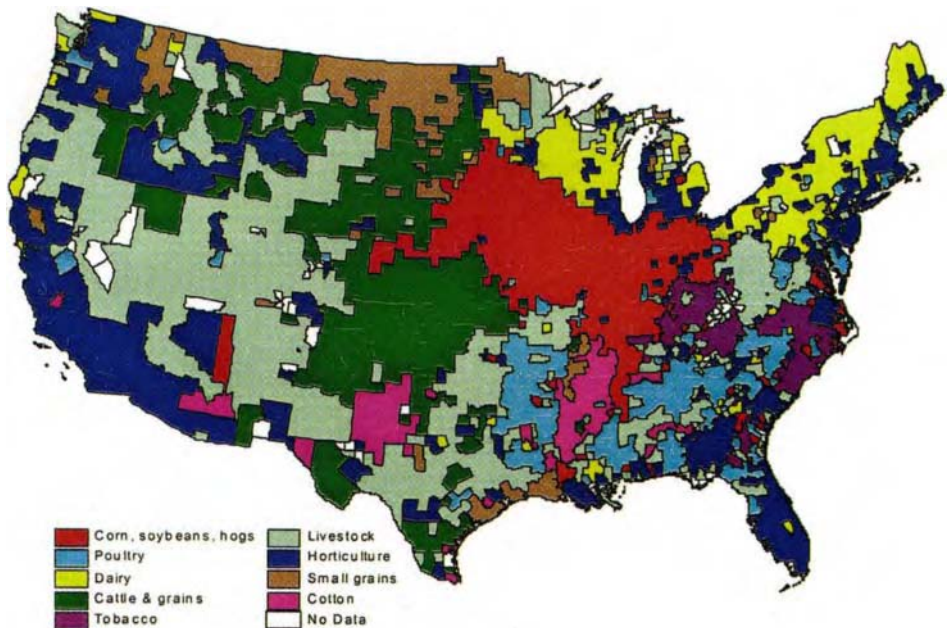 Corn, soybeans, hogs
Poultry
Dairy
Cattle & grains
Tobacco
Livestock
Horticulture
Small grains
Cotton
No Data